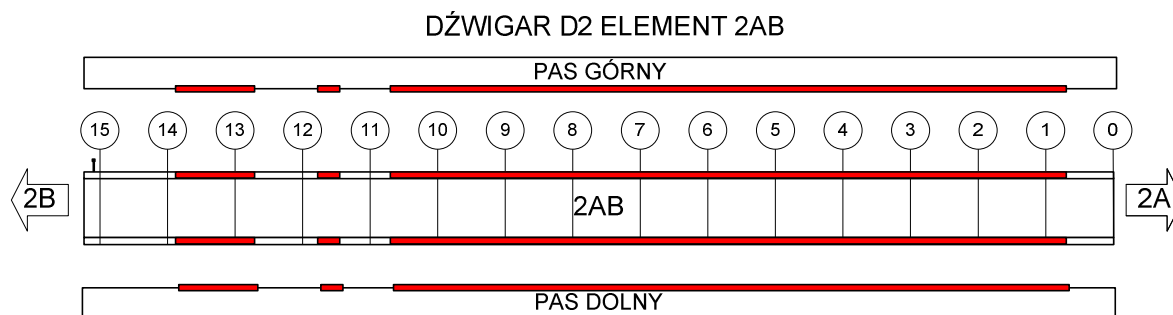 DŹWIGAR D2 ELEMENT 2AB
PAS GÓRNY
15 14 13 12 11 10 9 8 7 6 5 4 3 2 1 0
2B 2AB 2A
PAS DOLNY